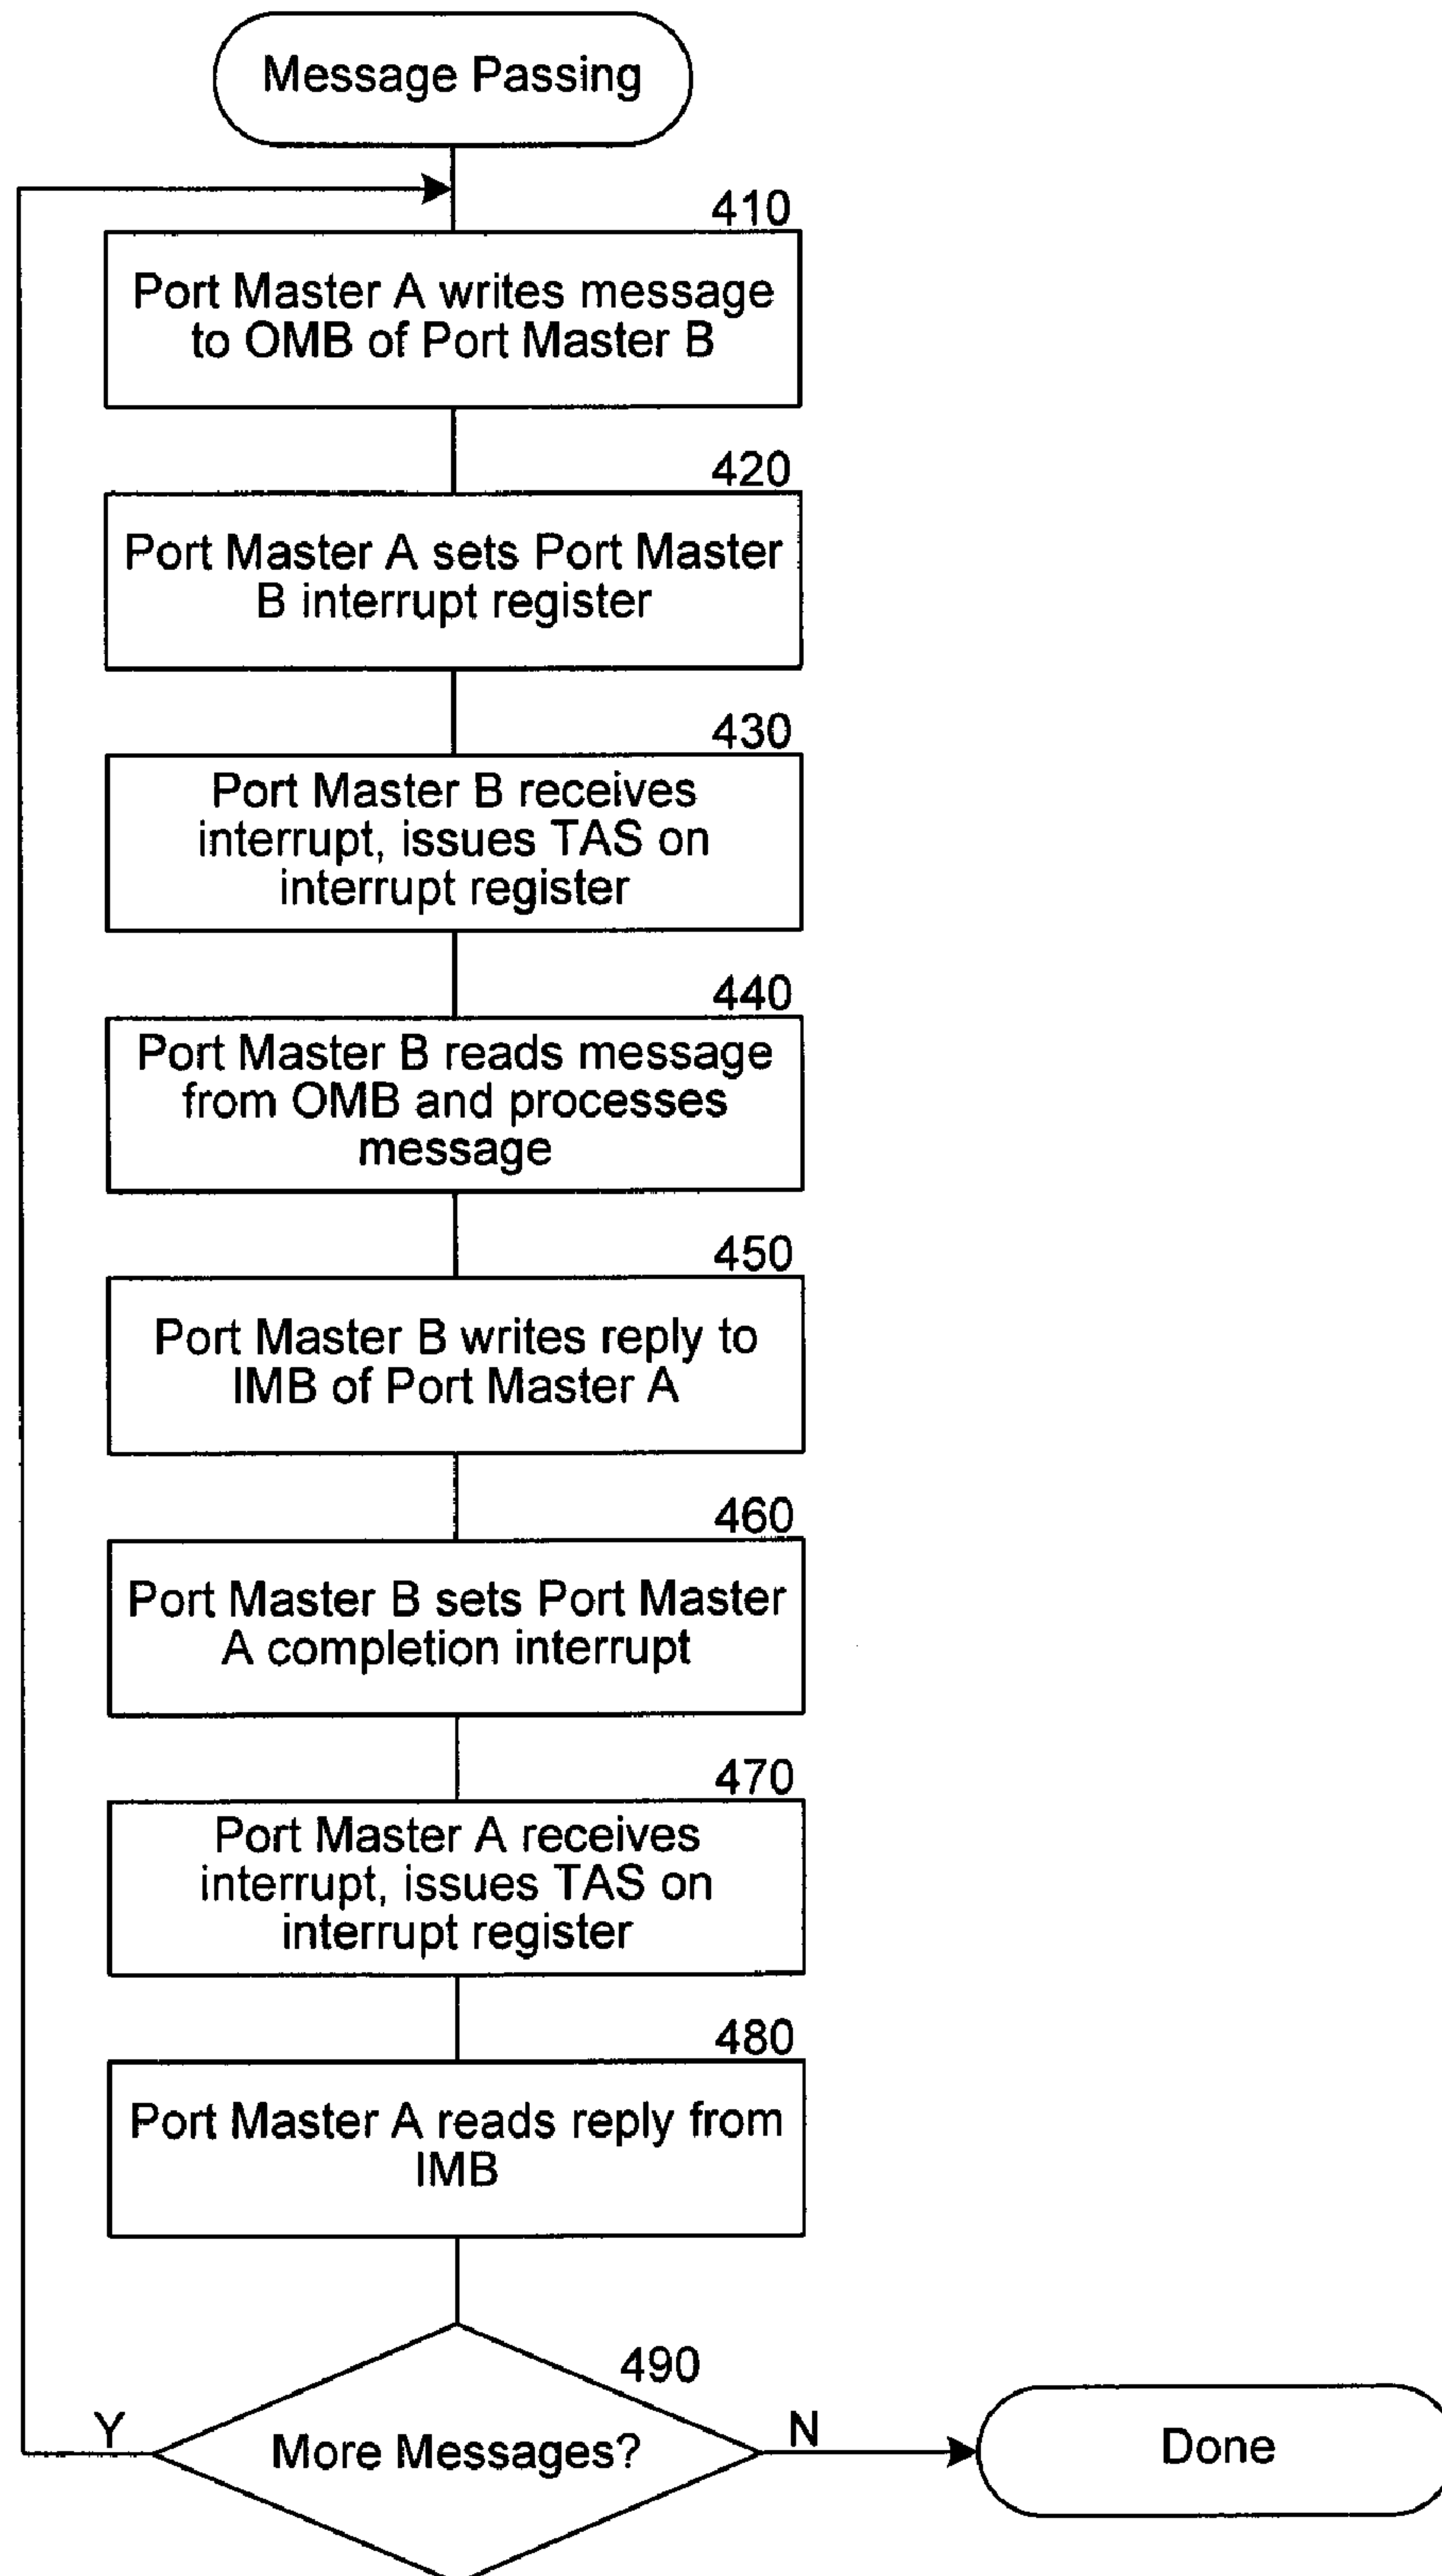 Message Passing
410
Port Master A writes message
to OMB of Port Master B
420
Port Master A sets Port Master
B interrupt register
430
Port Master B receives
interrupt, issues TAS on
interrupt register
440
Port Master B reads message
from OMB and processes
message
450
Port Master B writes reply to
IMB of Port Master A
460
Port Master B sets Port Master
A completion interrupt
470
Port Master A receives
interrupt, issues TAS on
interrupt register
480
Port Master A reads reply from
IMB
490
Y
More Messages?
N
Done